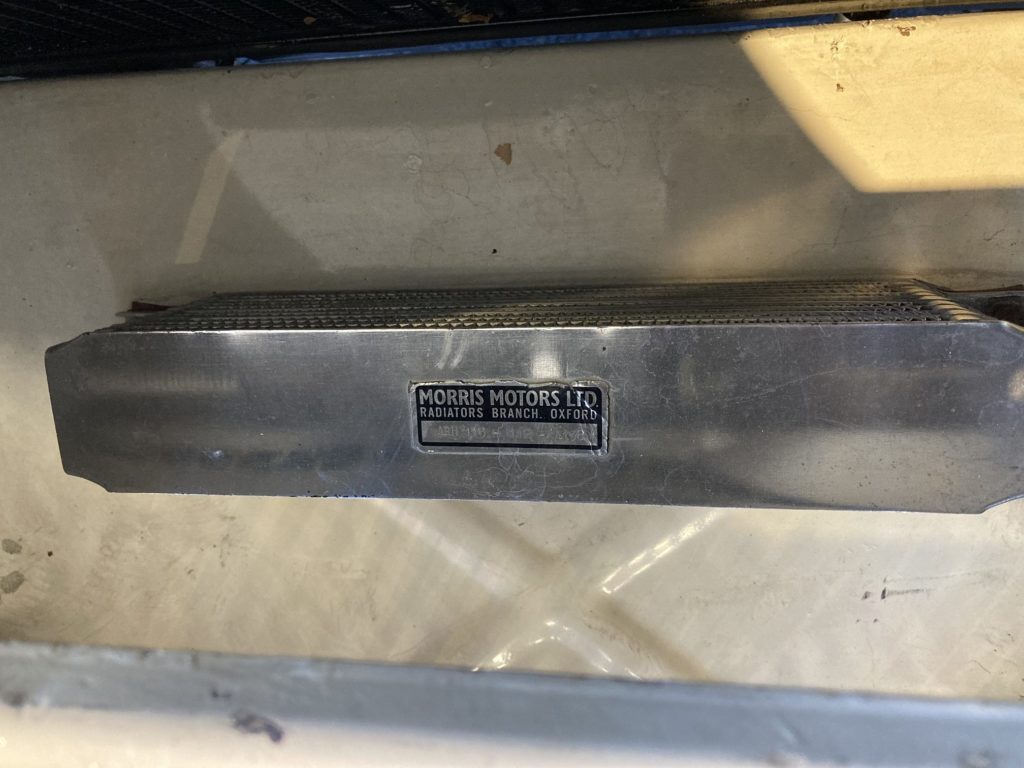 MORRIS MOTORS LTD.
RADIATORS BRANCH. OXFORD